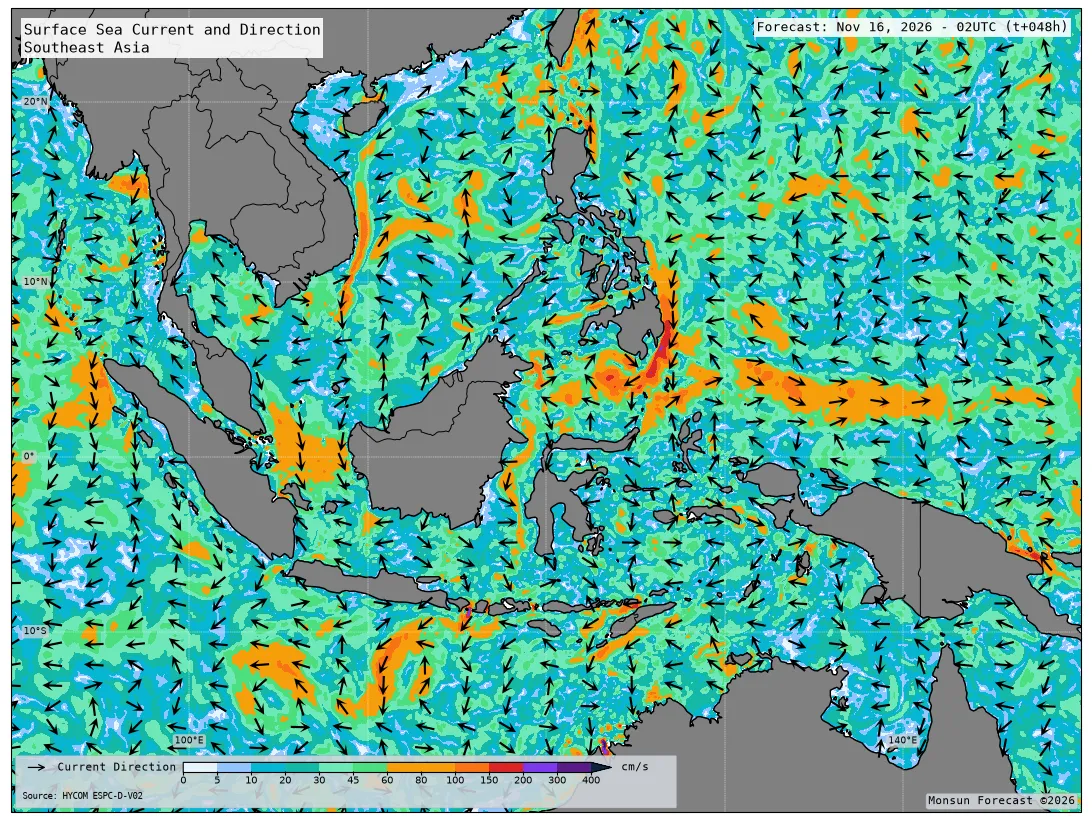 Surface Sea Current and Direction
Southeast Asia
Forecast: Nov 16, 2026 - 02UTC (t+048h)
20°N
10°N
0°
10°S
100°E
140°E
Current Direction
0 5 10 20 30 45 60 80 100 150 200 300 400
cm/s
Source: HYCOM ESPC-D-V02
Monsun Forecast ©2026